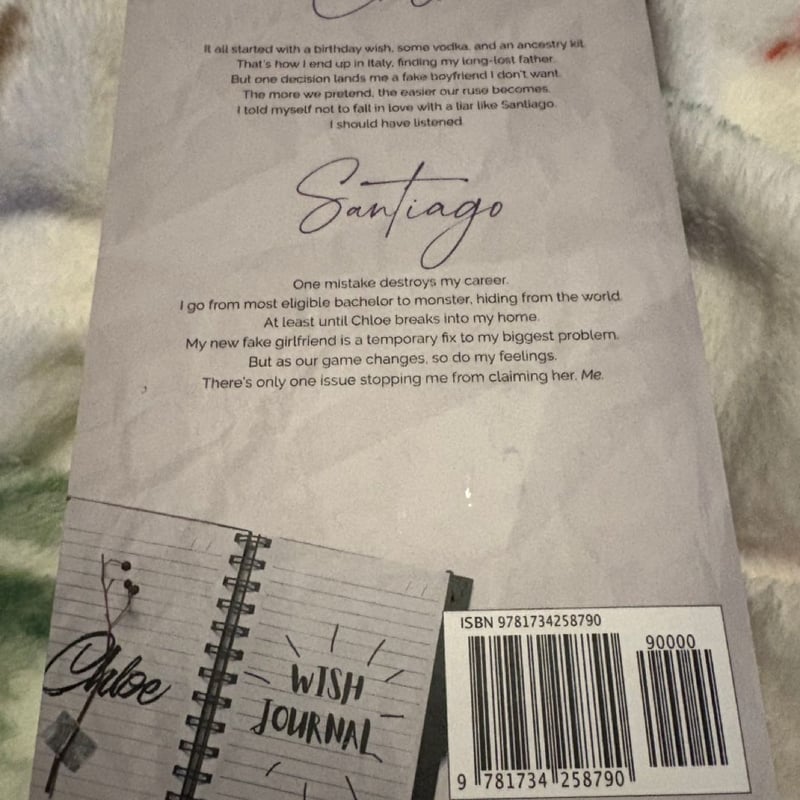 It all started with a birthday wish, some vodka, and an ancestry kit.
That's how I end up in Italy, finding my long-lost father.
But one decision lands me a fake boyfriend I don't want.
The more we pretend, the easier our ruse becomes.
I told myself not to fall in love with a liar like Santiago.
I should have listened.
Santiago
One mistake destroys my career.
I go from most eligible bachelor to monster, hiding from the world.
At least until Chloe breaks into my home.
My new fake girlfriend is a temporary fix to my biggest problem.
But as our game changes, so do my feelings.
There's only one issue stopping me from claiming her. Me.
Chloe
WISH
JOURNAL
ISBN 9781734258790
90000
9 781734 258790